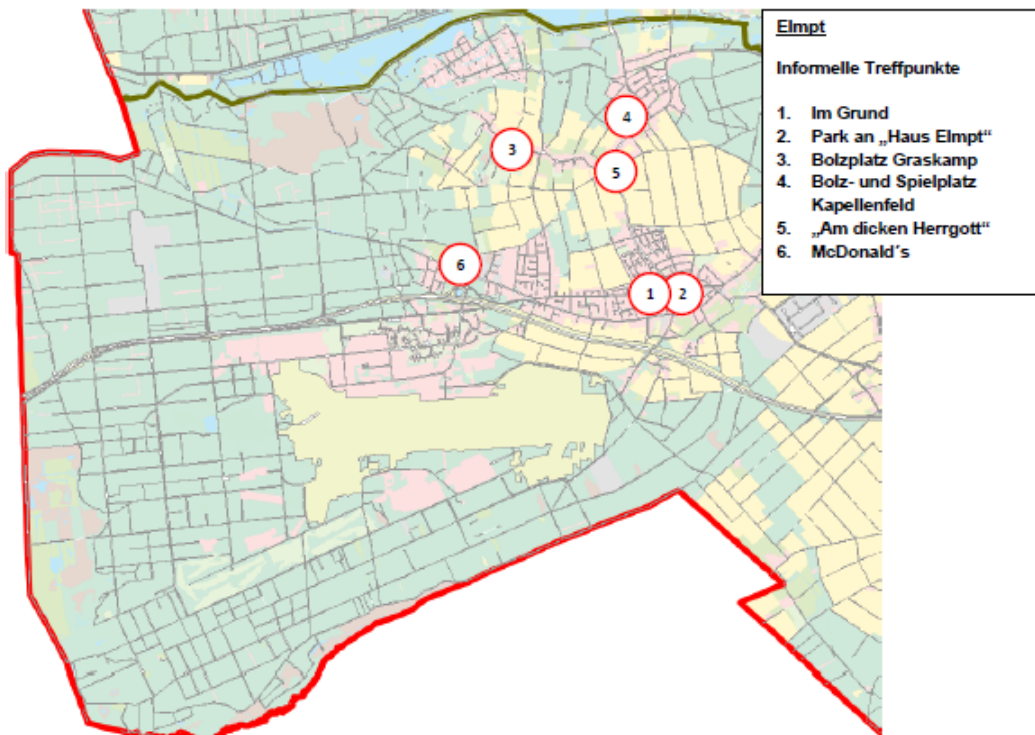 Elmpt
Informelle Treffpunkte
1. Im Grund
2. Park an „Haus Elmpt“
3. Bolzplatz Graskamp
4. Bolz- und Spielplatz
Kapellenfeld
5. „Am dicken Herrgott“
6. McDonald´s
4
3
5
6
1
2